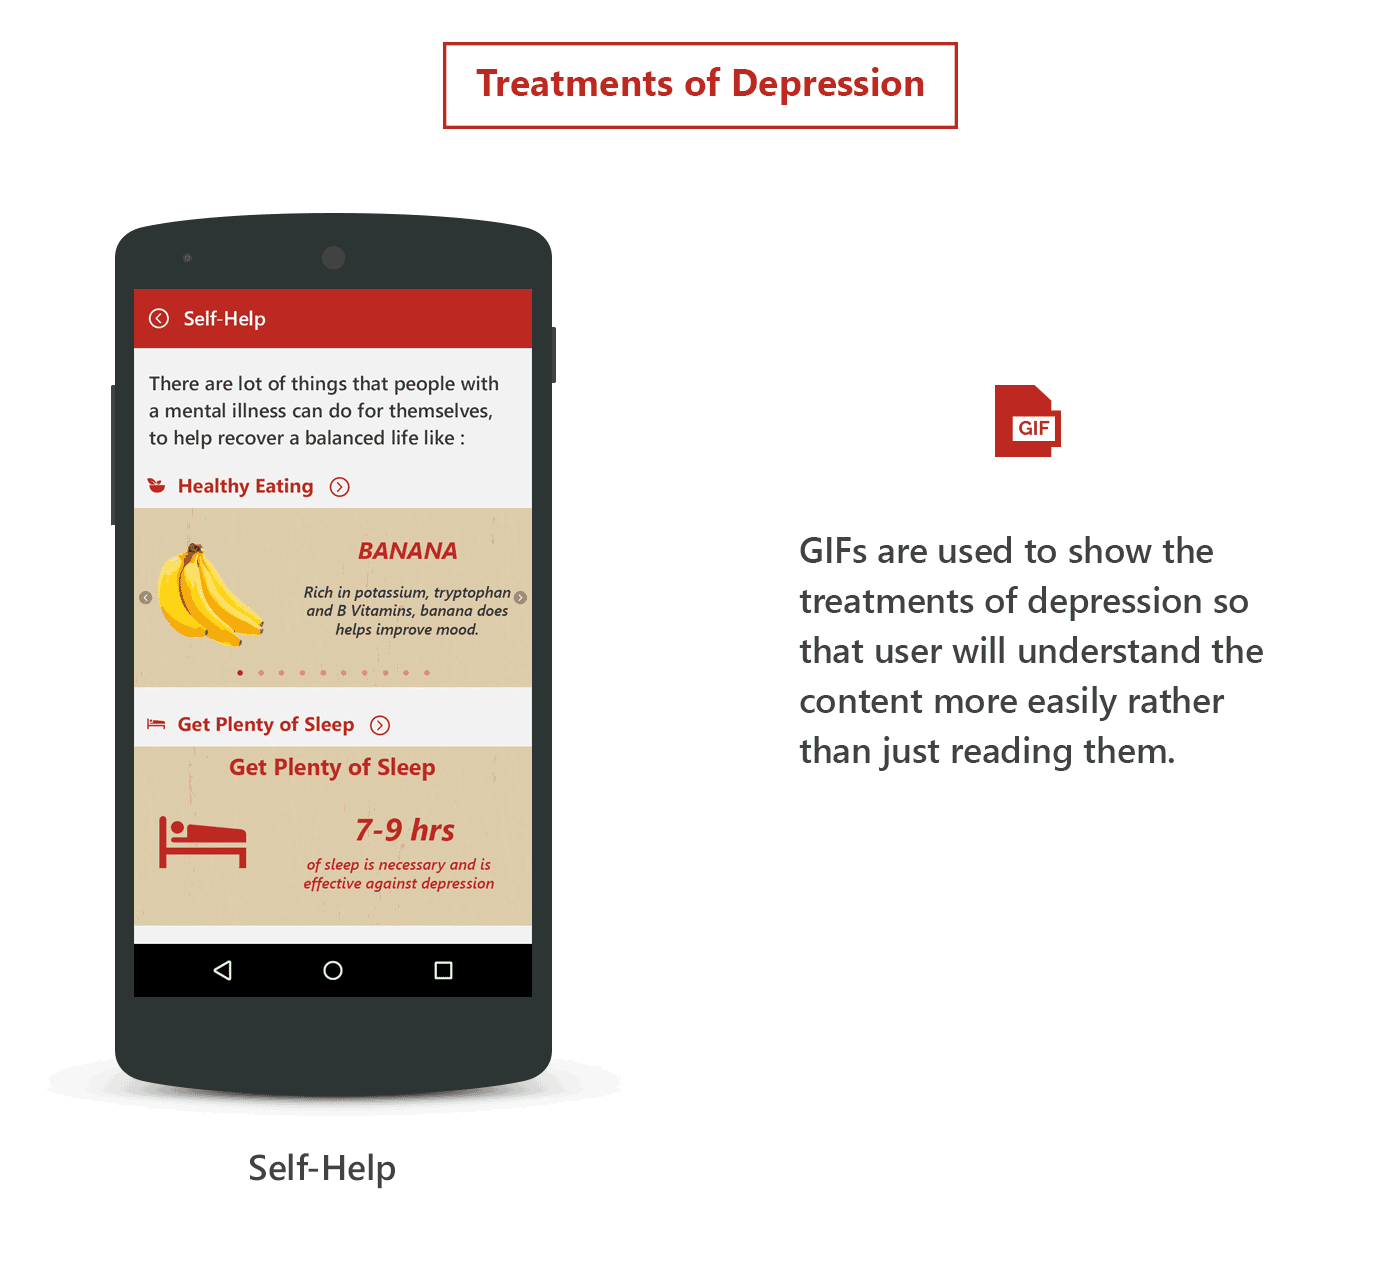 Treatments of Depression
Self-Help
There are lot of things that people with
a mental illness can do for themselves,
to help recover a balanced life like :
Healthy Eating
BANANA
Rich in potassium, tryptophan
and B Vitamins, banana does
helps improve mood.
Get Plenty of Sleep
Get Plenty of Sleep
7-9 hrs
of sleep is necessary and is
effective against depression
Self-Help
GIF
GIFs are used to show the
treatments of depression so
that user will understand the
content more easily rather
than just reading them.